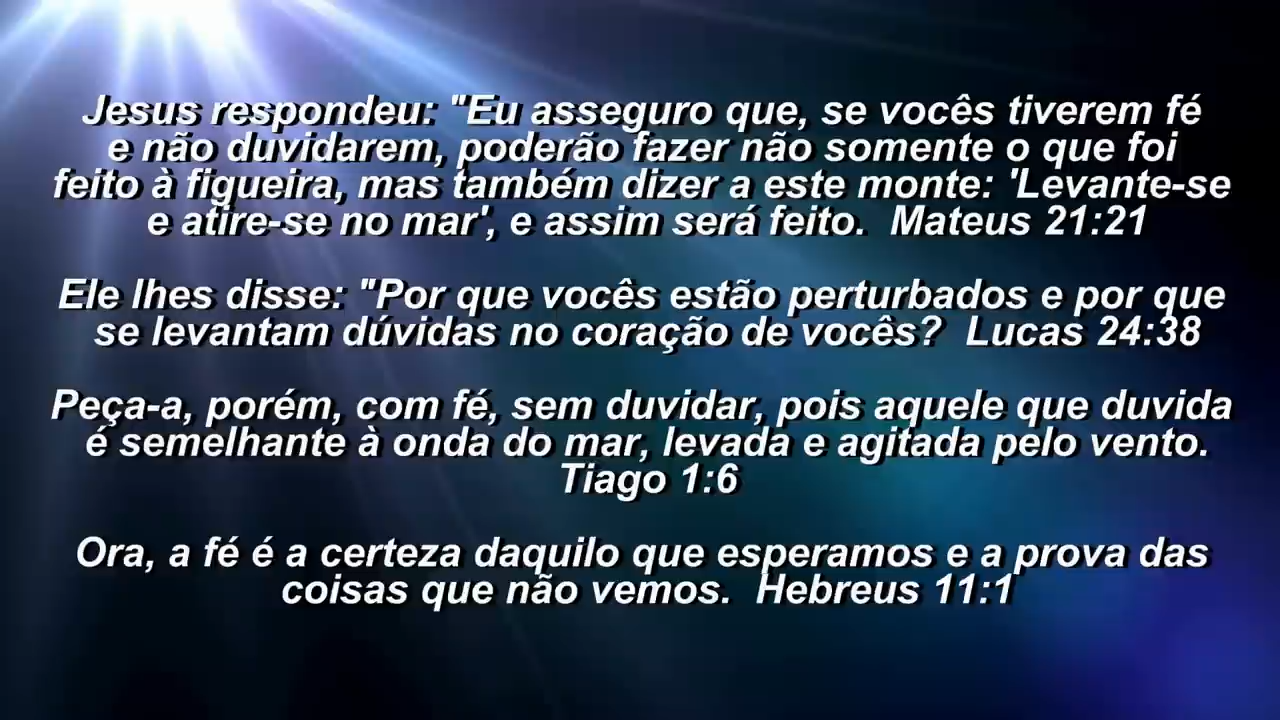 Jesus respondeu: "Eu asseguro que, se vocês tiverem fé
e não duvidarem, poderão fazer não somente o que foi
feito à figueira, mas também dizer a este monte: 'Levante-se
e atire-se no mar', e assim será feito.  Mateus 21:21
Ele lhes disse: "Por que vocês estão perturbados e por que
se levantam dúvidas no coração de vocês?  Lucas 24:38
Peça-a, porém, com fé, sem duvidar, pois aquele que duvida
é semelhante à onda do mar, levada e agitada pelo vento.
Tiago 1:6
Ora, a fé é a certeza daquilo que esperamos e a prova das
coisas que não vemos.  Hebreus 11:1